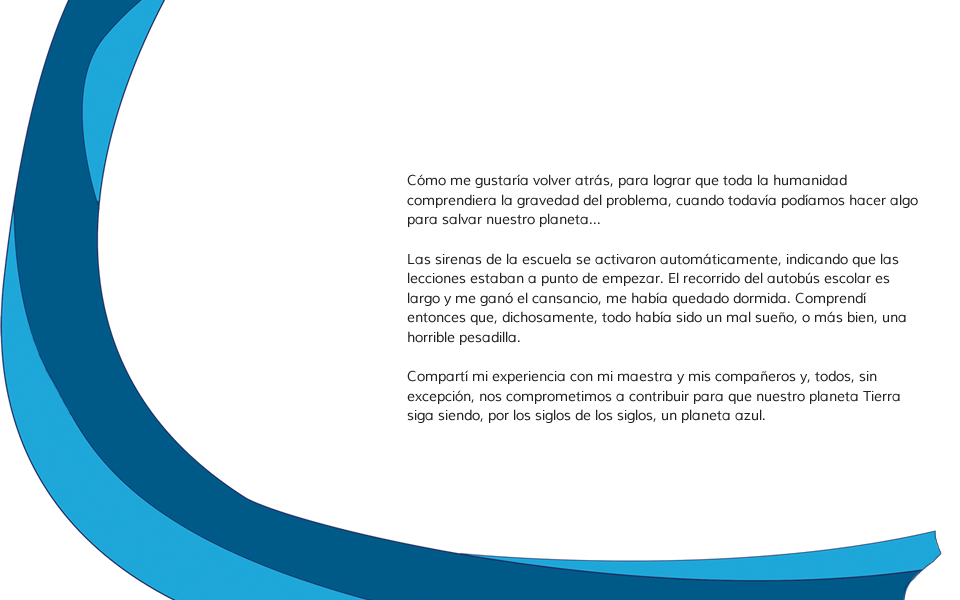 Cómo me gustaría volver atrás, para lograr que toda la humanidad
comprendiera la gravedad del problema, cuando todavía podíamos hacer algo
para salvar nuestro planeta...
Las sirenas de la escuela se activaron automáticamente, indicando que las
lecciones estaban a punto de empezar. El recorrido del autobús escolar es
largo y me ganó el cansancio, me había quedado dormida. Comprendí
entonces que, dichosamente, todo había sido un mal sueño, o más bien, una
horrible pesadilla.
Compartí mi experiencia con mi maestra y mis compañeros y, todos, sin
excepción, nos comprometimos a contribuir para que nuestro planeta Tierra
siga siendo, por los siglos de los siglos, un planeta azul.